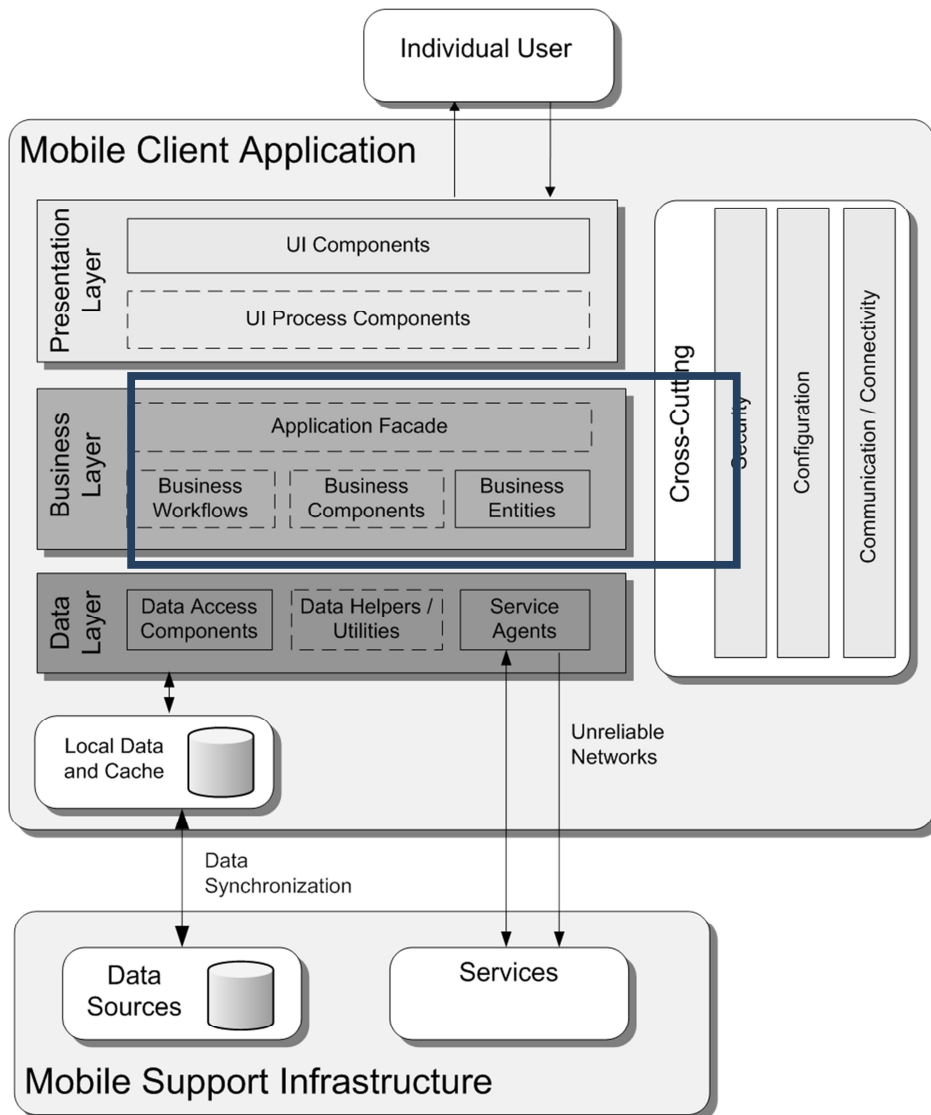 Individual User
Mobile Client Application
Presentation
Layer
UI Components
UI Process Components
Business
Layer
Application Facade
Business
Workflows
Business
Components
Business
Entities
Data
Layer
Data Access
Components
Data Helpers /
Utilities
Service
Agents
Cross-Cutting
Security
Configuration
Communication / Connectivity
Local Data
and Cache
Unreliable
Networks
Data
Synchronization
Data
Sources
Services
Mobile Support Infrastructure